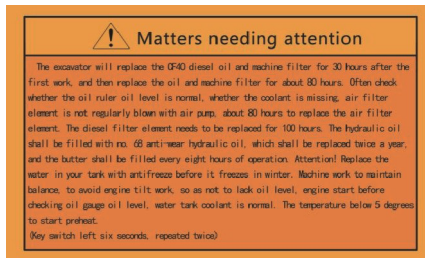 Matters needing attention
The excavator will replace the CF40 diesel oil and machine filter for 30 hours after the
first work, and then replace the oil and machine filter for about 80 hours. Often check
whether the oil ruler oil level is normal, whether the coolant is missing, air filter
element is not regularly blown with air pump, about 80 hours to replace the air filter
element. The diesel filter element needs to be replaced for 100 hours. The hydraulic oil
shall be filled with no. 68 anti-wear hydraulic oil, which shall be replaced twice a year,
and the butter shall be filled every eight hours of operation. Attention! Replace the
water in your tank with antifreeze before it freezes in winter. Machine work to maintain
balance, to avoid engine tilt work, so as not to lack oil level, engine start before
checking oil gauge oil level, water tank coolant is normal. The temperature below 5 degrees
to start preheat.
(Key switch left six seconds, repeated twice)